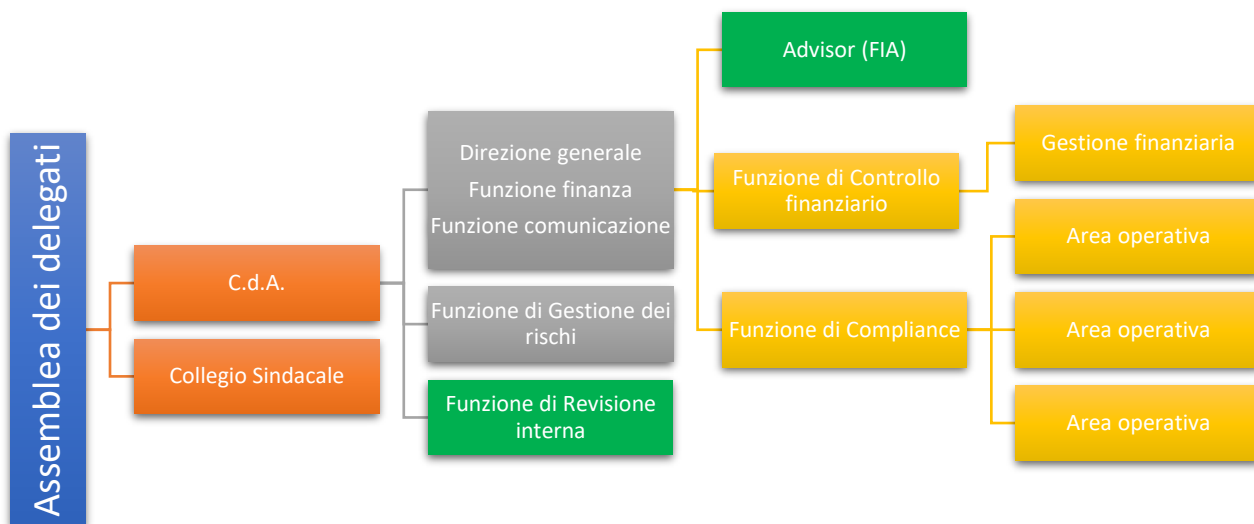 Assemblea dei delegati
C.d.A.
Collegio Sindacale
Direzione generale
Funzione finanza
Funzione comunicazione
Funzione di Gestione dei
rischi
Funzione di Revisione
interna
Advisor (FIA)
Funzione di Controllo
finanziario
Funzione di Compliance
Gestione finanziaria
Area operativa
Area operativa
Area operativa